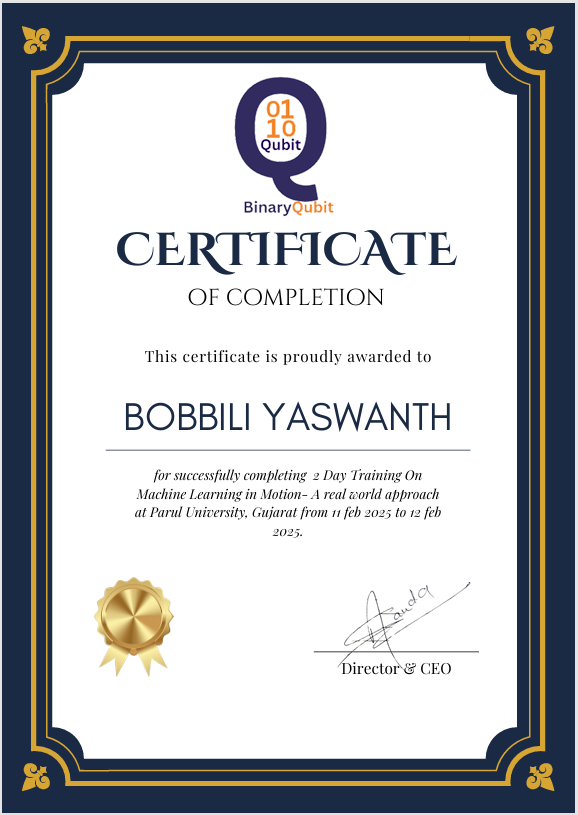 01
10
Qubit
BinaryQubit
CERTIFICATE
OF COMPLETION
This certificate is proudly awarded to
BOBBILI YASWANTH
for successfully completing 2 Day Training On
Machine Learning in Motion- A real world approach
at Parul University, Gujarat from 11 feb 2025 to 12 feb
2025.
Director & CEO